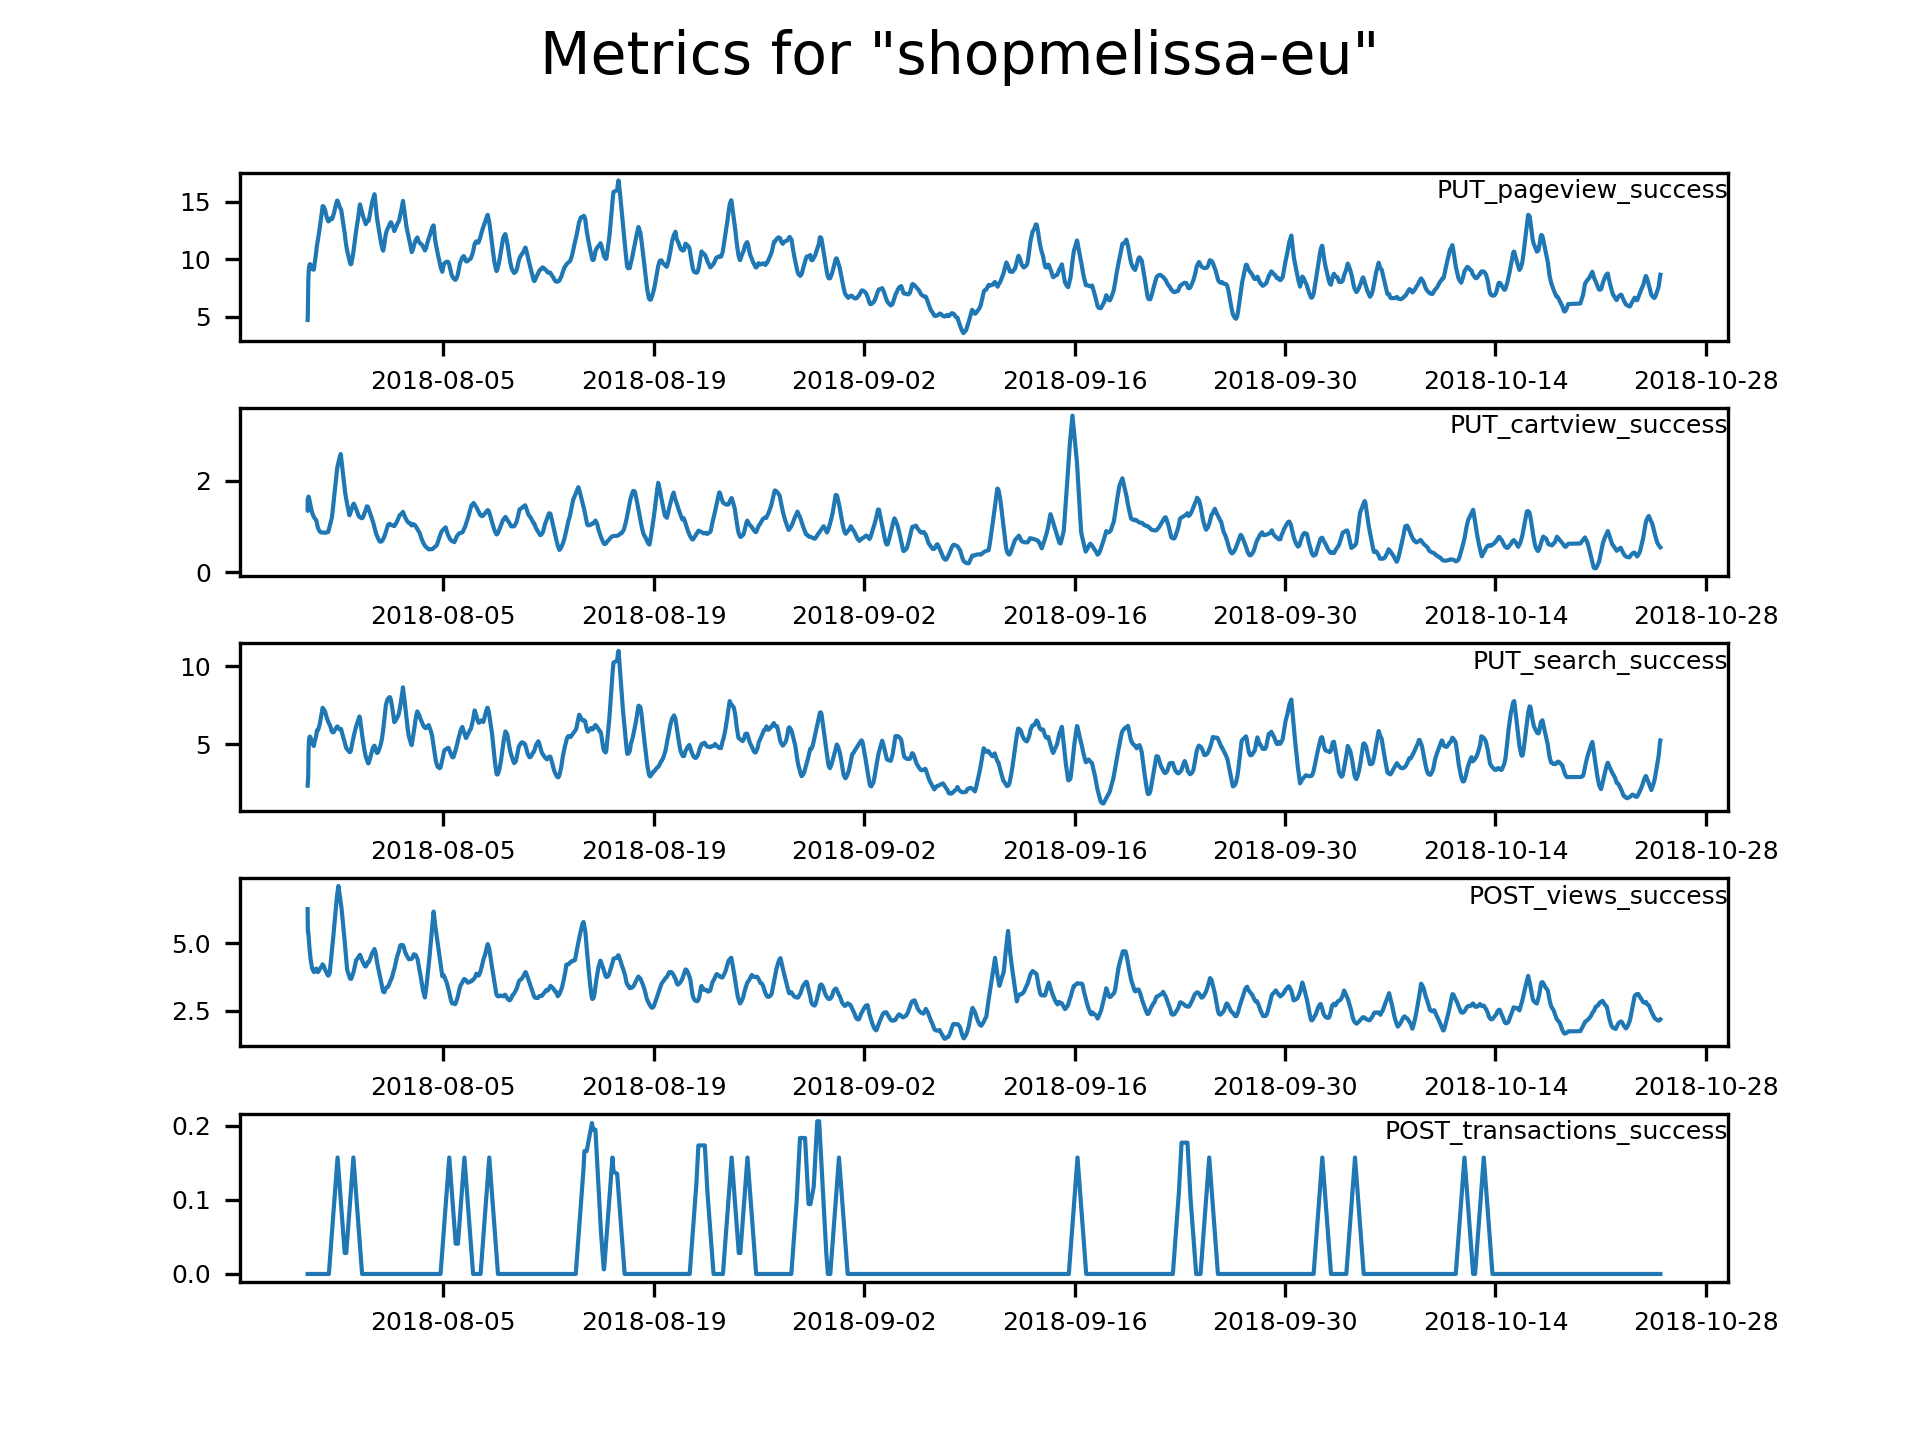 Metrics for "shopmelissa-eu"
PUT_pageview_success
15
10
5
2018-08-05 2018-08-19 2018-09-02 2018-09-16 2018-09-30 2018-10-14 2018-10-28
PUT_cartview_success
2
0
2018-08-05 2018-08-19 2018-09-02 2018-09-16 2018-09-30 2018-10-14 2018-10-28
PUT_search_success
10
5
2018-08-05 2018-08-19 2018-09-02 2018-09-16 2018-09-30 2018-10-14 2018-10-28
POST_views_success
5.0
2.5
2018-08-05 2018-08-19 2018-09-02 2018-09-16 2018-09-30 2018-10-14 2018-10-28
POST_transactions_success
0.2
0.1
0.0
2018-08-05 2018-08-19 2018-09-02 2018-09-16 2018-09-30 2018-10-14 2018-10-28